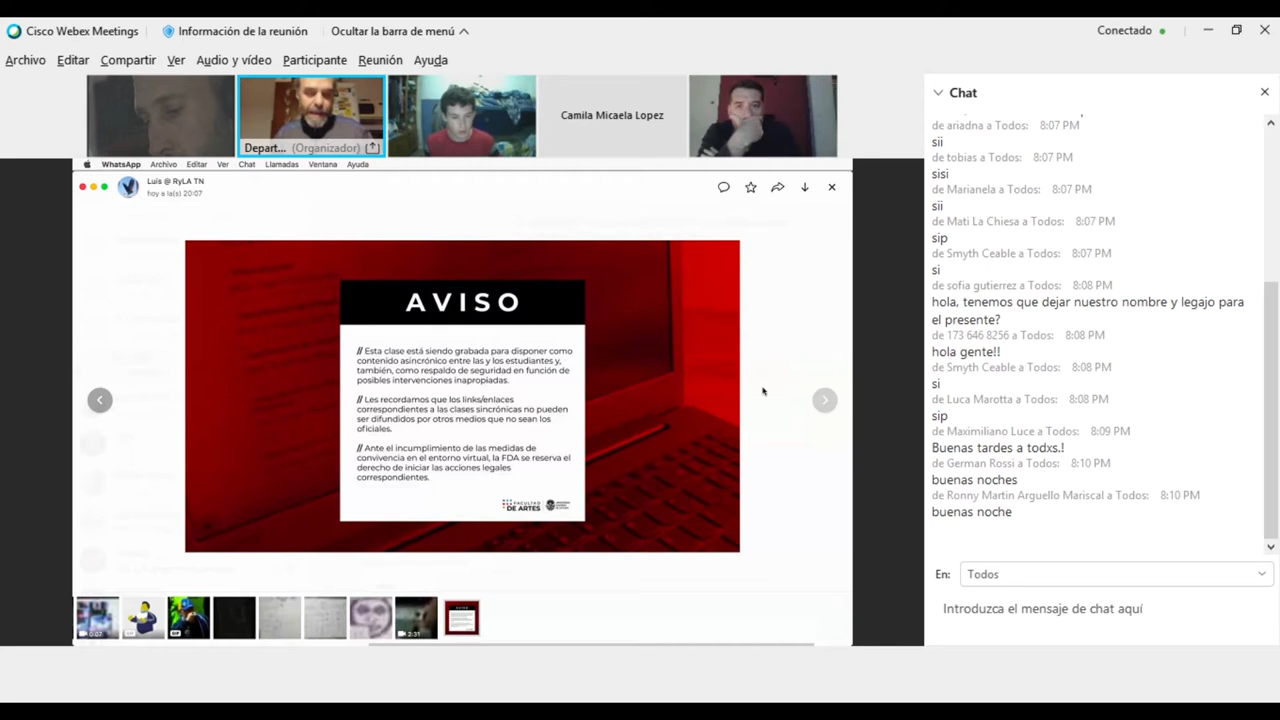 Cisco Webex Meetings
Información de la reunión
Ocultar la barra de menú
Conectado
Archivo Editar Compartir Ver Audio y vídeo Participante Reunión Ayuda
Depart... (Organizador)
Camila Micaela Lopez
WhatsApp Archivo Editar Ver Chat Llamadas Ventana Ayuda
Luis @ RyLA TN
hoy a la(s) 20:07
AVISO
// Esta clase está siendo grabada para disponer como
contenido asincrónico entre las y los estudiantes y,
también, como respaldo de seguridad en función de
posibles intervenciones inapropiadas.
// Les recordamos que los links/enlaces
correspondientes a las clases sincrónicas no pueden
ser difundidos por otros medios que no sean los
oficiales.
// Ante el incumplimiento de las medidas de
convivencia en el entorno virtual, la FDA se reserva el
derecho de iniciar las acciones legales
correspondientes.
FACULTAD
DE ARTES
0:07
GIF
GIF
2:31
AVISO
Chat
de ariadna a Todos: 8:07 PM
sii
de tobias a Todos: 8:07 PM
sisi
de Marianela a Todos: 8:07 PM
sii
de Mati La Chiesa a Todos: 8:07 PM
sip
de Smyth Ceable a Todos: 8:07 PM
si
de sofia gutierrez a Todos: 8:08 PM
hola, tenemos que dejar nuestro nombre y legajo para
el presente?
de 173 646 8256 a Todos: 8:08 PM
hola gente!!
de Smyth Ceable a Todos: 8:08 PM
si
de Luca Marotta a Todos: 8:08 PM
sip
de Maximiliano Luce a Todos: 8:09 PM
Buenas tardes a todxs.!
de German Rossi a Todos: 8:10 PM
buenas noches
de Ronny Martin Arguello Mariscal a Todos: 8:10 PM
buenas noche
En: Todos
Introduzca el mensaje de chat aquí